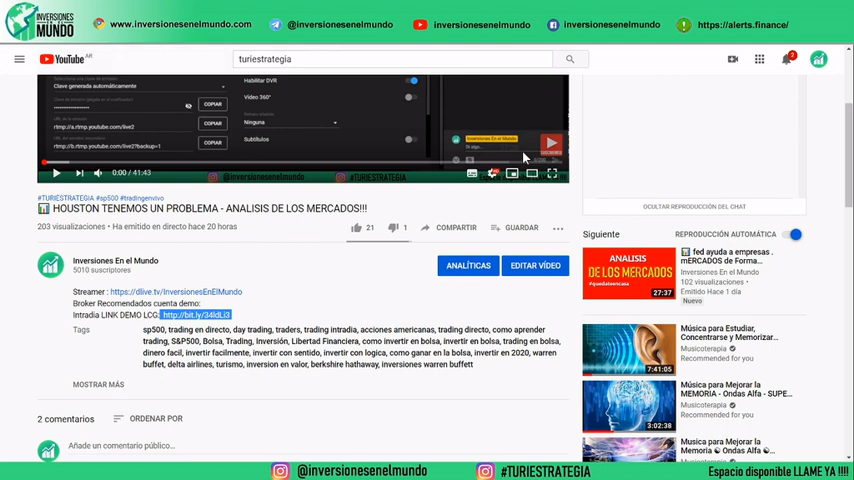 INVERSIONES
EN EL
MUNDO
www.inversionesenelmundo.com
@inversionesenelmundo
inversionesenelmundo
inversionesenelmundo
https://alerts.finance/
YouTube AR
turiestrategia
2
Clave generada automáticamente
COPIAR
URL de la emisión
rtmp://a.rtmp.youtube.com/live2
COPIAR
rtmp://b.rtmp.youtube.com/live2?backup=1
COPIAR
Habilitar DVR
Vídeo 360°
Ninguna
Subtítulos
Inversiones En el Mundo
0:00 / 41:43
@inversionesenelmundo
#TURIESTRATEGIA
OCULTAR REPRODUCCIÓN DEL CHAT
#TURIESTRATEGIA #sp500 #tradingenvivo
HOUSTON TENEMOS UN PROBLEMA - ANALISIS DE LOS MERCADOS!!!
203 visualizaciones • Ha emitido en directo hace 20 horas
21
1
COMPARTIR
GUARDAR
Inversiones En el Mundo
5010 suscriptores
ANALÍTICAS
EDITAR VÍDEO
Streamer : https://dlive.tv/InversionesEnElMundo
Broker Recomendados cuenta demo:
Intradia LINK DEMO LCG: http://bit.ly/34ldLi3
Tags
sp500, trading en directo, day trading, traders, trading intradia, acciones americanas, trading directo, como aprender
trading, S&P500, Bolsa, Trading, Inversión, Libertad Financiera, como invertir en bolsa, invertir en bolsa, trading en bolsa,
dinero facil, invertir facilmente, invertir con sentido, invertir con logica, como ganar en la bolsa, invertir en 2020, warren
buffet, delta airlines, turismo, inversion en valor, berkshire hathaway, inversiones warren buffett
MOSTRAR MÁS
2 comentarios
ORDENAR POR
Añade un comentario público...
Siguiente
REPRODUCCIÓN AUTOMÁTICA
ANALISIS
DE LOS MERCADOS
#quedateencasa
27:37
fed ayuda a empresas .
mERCADOS de Forma...
Inversiones En el Mundo
102 visualizaciones •
Emitido Hace 1 día
Nuevo
7:41:05
Música para Estudiar,
Concentrarse y Memorizar...
Musicoterapia
Recommended for you
3:02:38
Música para Mejorar la
MEMORIA - Ondas Alfa - SUPE...
Musicoterapia
Recommended for you
Musica para Mejorar la
Memoria ☯ Ondas Alfa ☯...
@inversionesenelmundo
#TURIESTRATEGIA
Espacio disponible LLAME YA !!!!